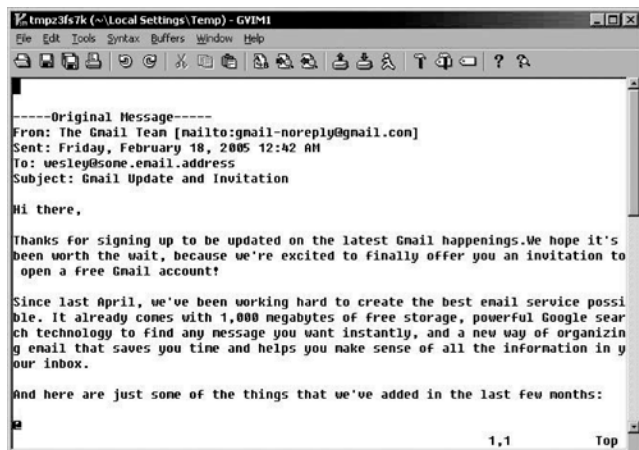 tmpz3fs7k (~\Local Settings\Temp) - GVIM1
File Edit Tools Syntax Buffers Window Help
-----Original Message-----
From: The Gmail Team [mailto:gmail-noreply@gmail.com]
Sent: Friday, February 18, 2005 12:42 AM
To: wesley@some.email.address
Subject: Gmail Update and Invitation
Hi there,
Thanks for signing up to be updated on the latest Gmail happenings.We hope it's
been worth the wait, because we're excited to finally offer you an invitation to
open a free Gmail account!
Since last April, we've been working hard to create the best email service possi
ble. It already comes with 1,000 megabytes of free storage, powerful Google sear
ch technology to find any message you want instantly, and a new way of organizin
g email that saves you time and helps you make sense of all the information in y
our inbox.
And here are just some of the things that we've added in the last few months:
@
1,1 Top